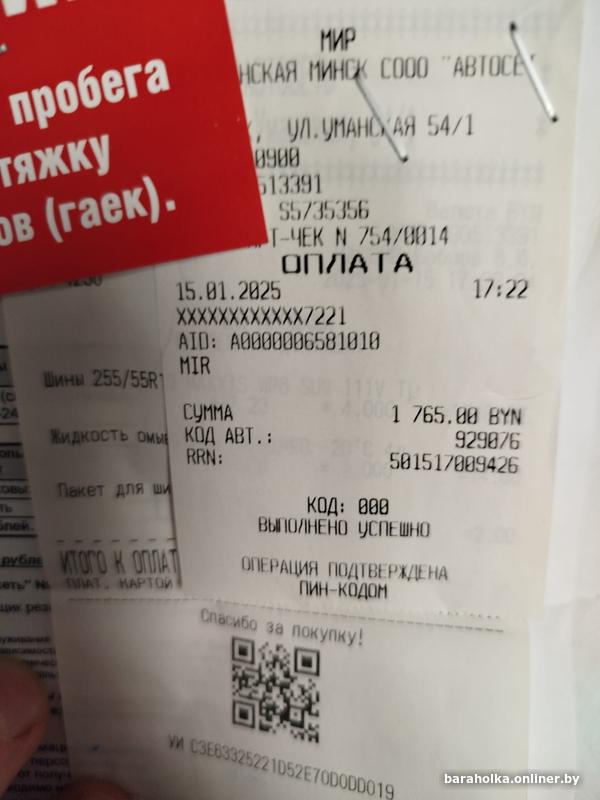 пробега
тяжку
ов (гаек).
МИР
НСКАЯ МИНСК СООО "АВТОСЕТ
УЛ.УМАНСКАЯ 54/1
0900
513391
S5735356
РТ-ЧЕК N 754/0014
ОПЛАТА
15.01.2025 17:22
XXXXXXXXXXXX7221
AID: A0000006581010
MIR
СУММА 1 765.00 BYN
КОД АВТ.: 929076
RRN: 501517009426
КОД: 000
ВЫПОЛНЕНО УСПЕШНО
ОПЕРАЦИЯ ПОДТВЕРЖДЕНА
ПИН-КОДОМ
1230
Шины 255/55R1
Жидкость омы
Пакет для ши
ИТОГО К ОПЛАТ
ПЛАТ. КАРТОЙ
Спасибо за покупку!
УИ C3E63325221D52E70D0DD019
baraholka.onliner.by